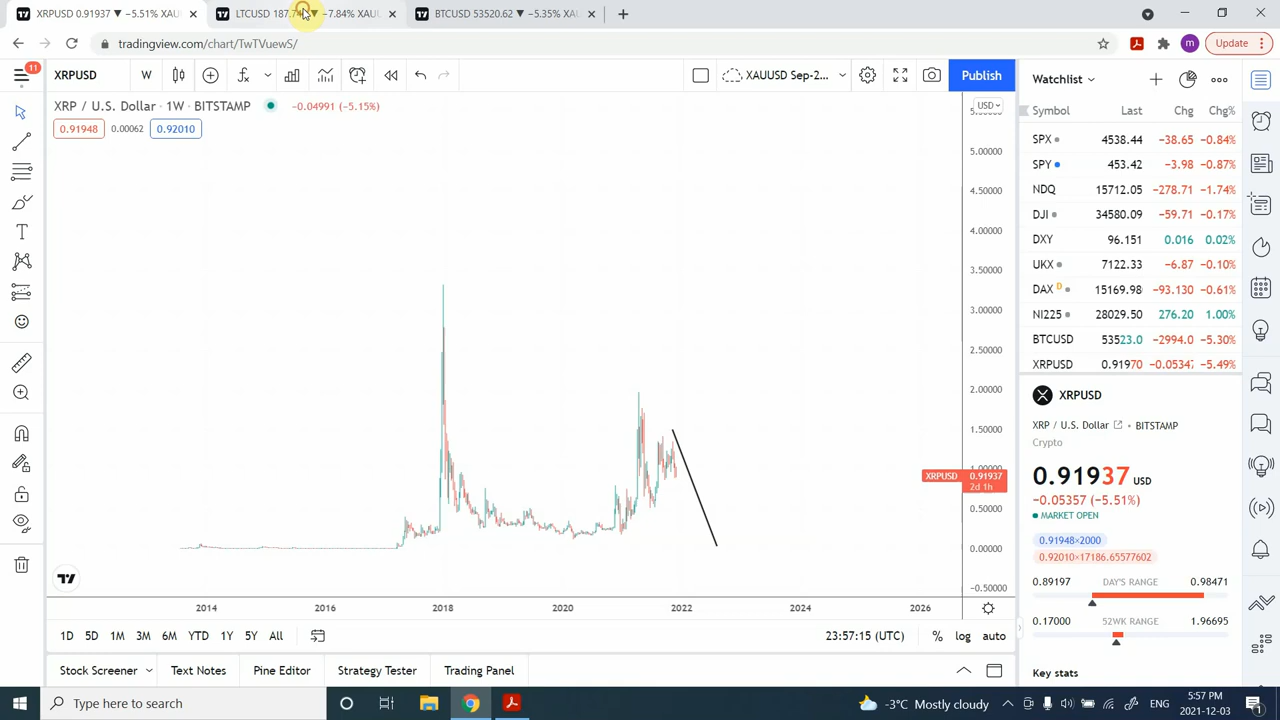 XRPUSD 0.91937 ▼ −5.51% XAUU
LTCUSD 187.74 ▼ −7.84% XAUU
BTCUSD 53520.62 ▼ −5.35% XAUU
tradingview.com/chart/TwTVuewS/
m
Update
11
XRPUSD
W
XAUUSD Sep-2...
Publish
XRP / U.S. Dollar · 1W · BITSTAMP
−0.04991 (−5.15%)
0.91948
0.00062
0.92010
USD
5.00000
4.50000
4.00000
3.50000
3.00000
2.50000
2.00000
1.50000
1.00000
XRPUSD
0.91937
2d 1h
0.50000
0.00000
−0.50000
2014
2016
2018
2020
2022
2024
2026
1D
5D
1M
3M
6M
YTD
1Y
5Y
All
23:57:15 (UTC)
%
log
auto
Stock Screener
Text Notes
Pine Editor
Strategy Tester
Trading Panel
Watchlist
Symbol Last Chg Chg%
SPX 4538.44 −38.65 −0.84%
SPY 453.42 −3.98 −0.87%
NDQ 15712.05 −278.71 −1.74%
DJI 34580.09 −59.71 −0.17%
DXY 96.151 0.016 0.02%
UKX 7122.33 −6.87 −0.10%
DAX D 15169.98 −93.130 −0.61%
NI225 28029.50 276.20 1.00%
BTCUSD 53523.0 −2994.0 −5.30%
XRPUSD 0.91970 −0.05347 −5.49%
XRPUSD
XRP / U.S. Dollar · BITSTAMP
Crypto
0.91937 USD
−0.05357 (−5.51%)
MARKET OPEN
0.91948×2000
0.92010×17186.65577602
0.89197 DAY'S RANGE 0.98471
0.17000 52WK RANGE 1.96695
Key stats
Type here to search
-3°C Mostly cloudy
ENG
5:57 PM
2021-12-03
1